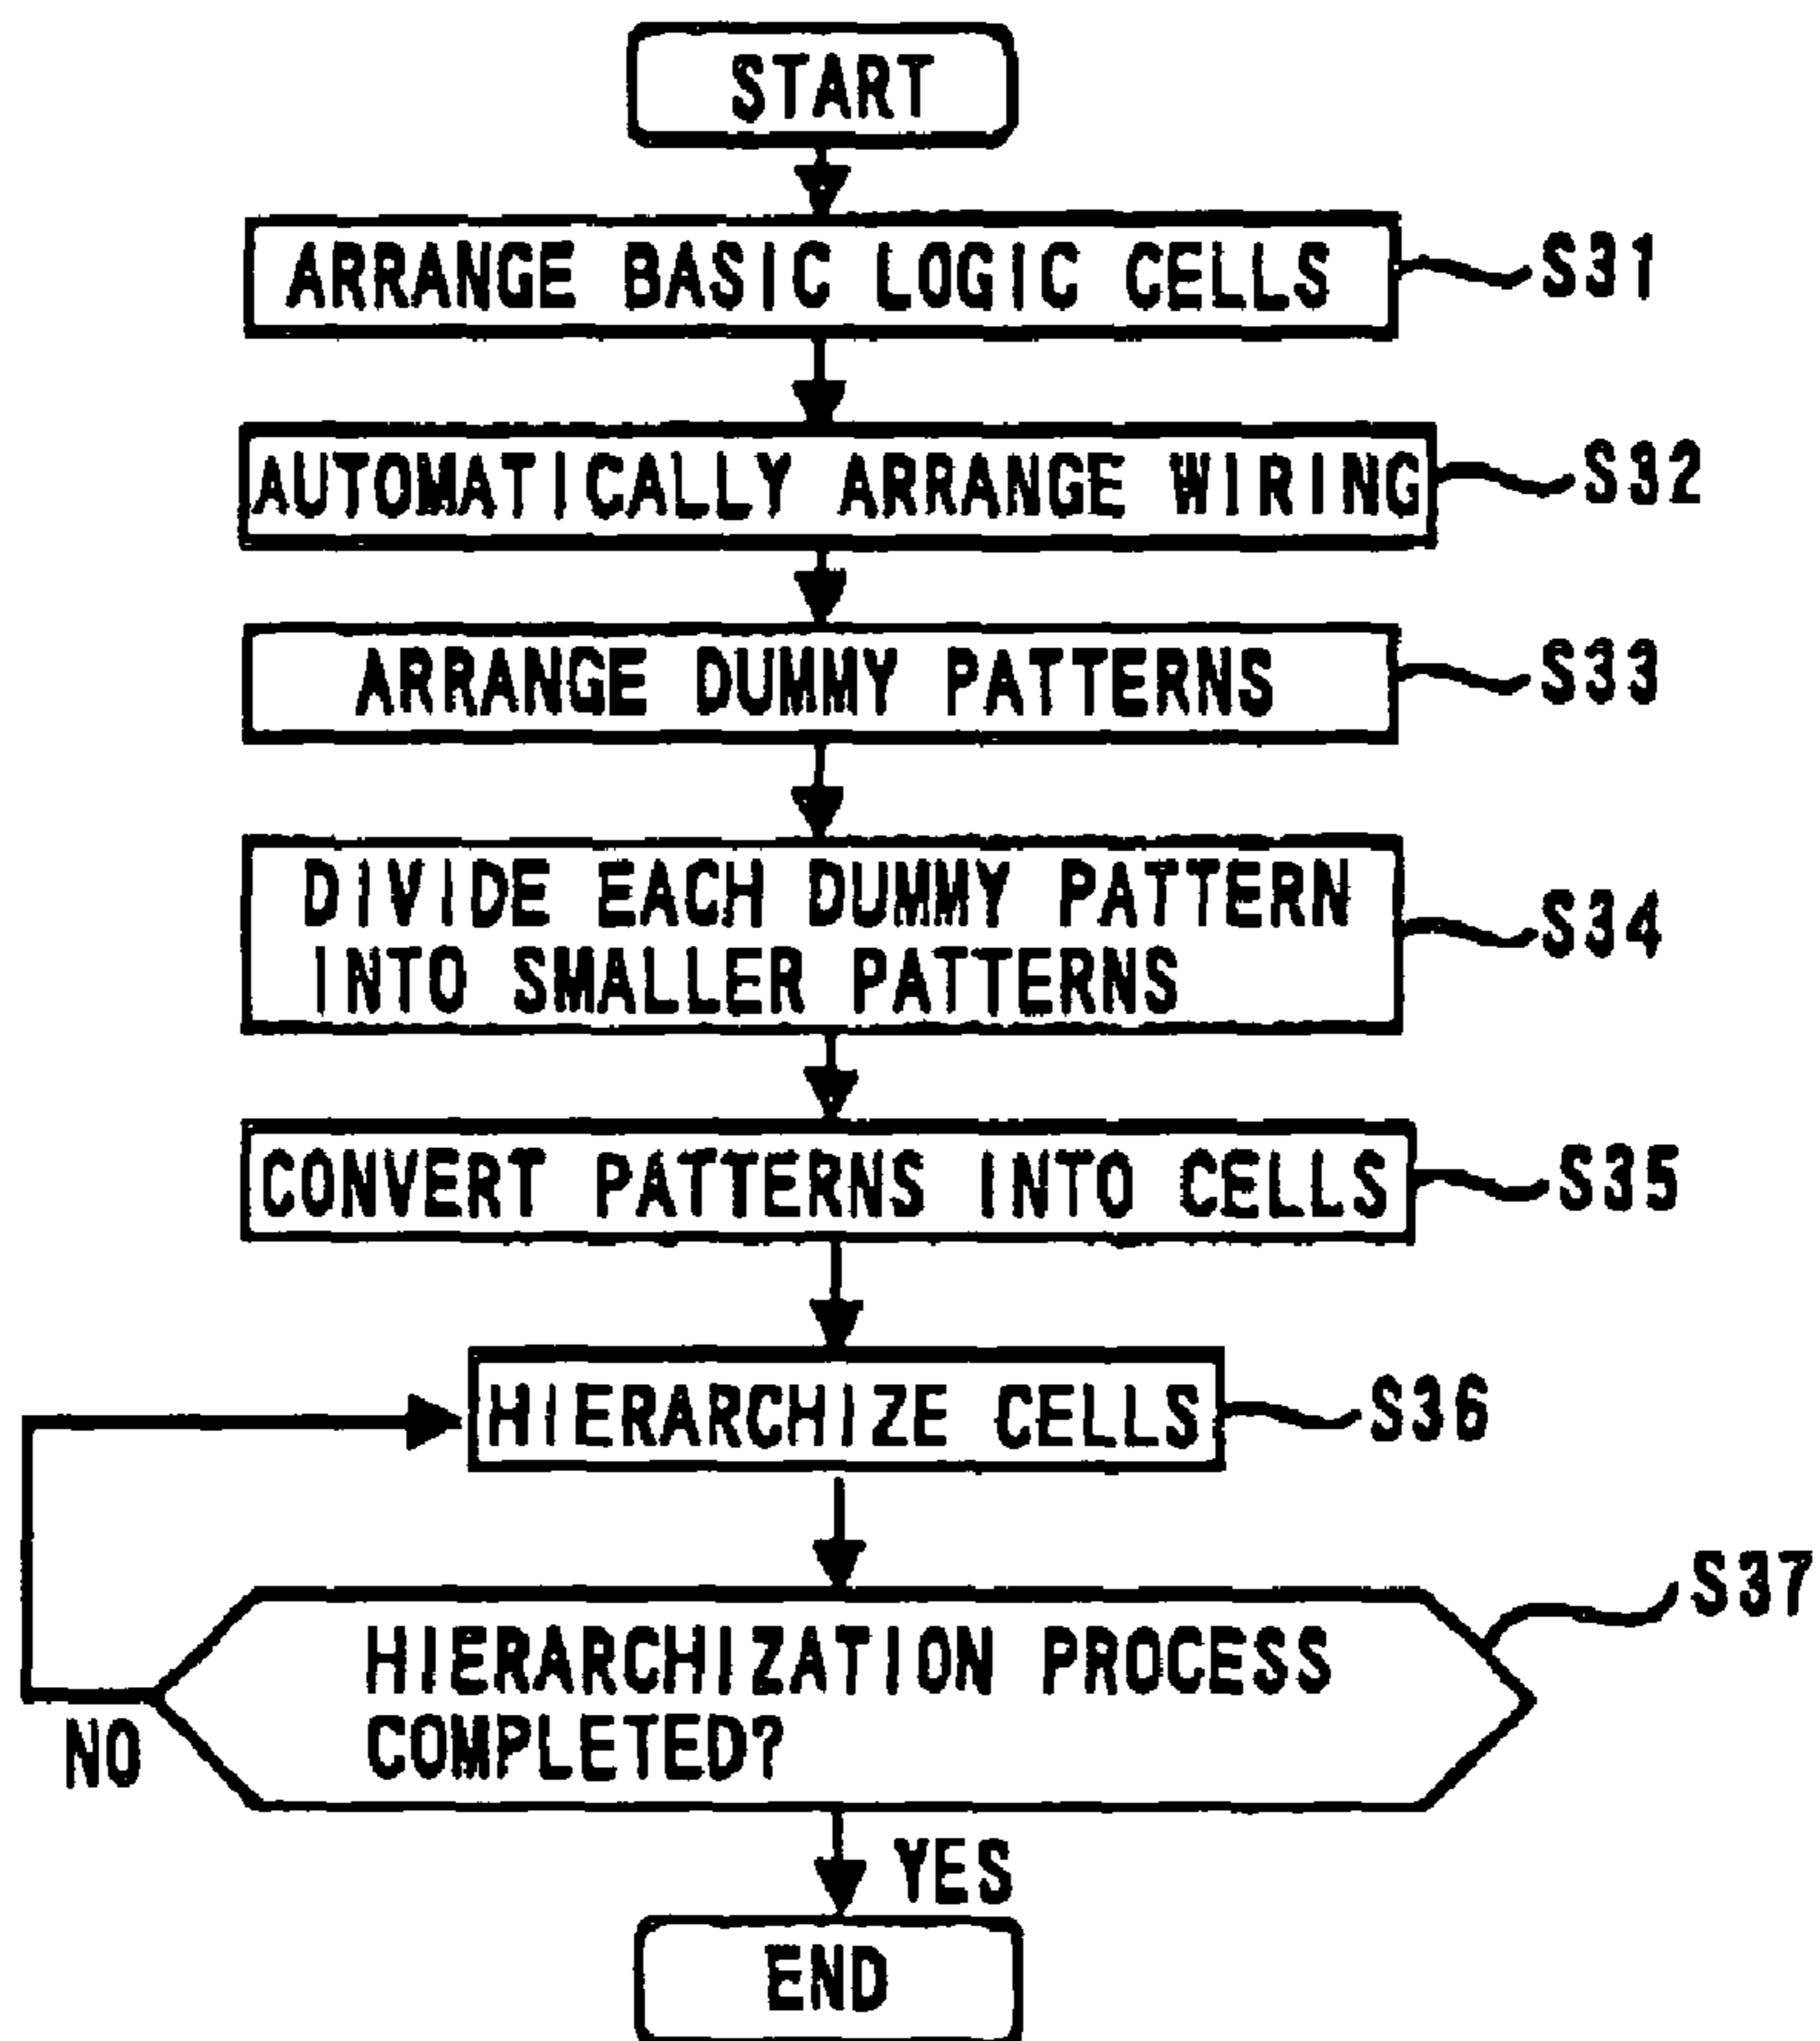 START
ARRANGE BASIC LOGIC CELLS
S31
AUTOMATICALLY ARRANGE WIRING
S32
ARRANGE DUMMY PATTERNS
S33
DIVIDE EACH DUMMY PATTERN
INTO SMALLER PATTERNS
S34
CONVERT PATTERNS INTO CELLS
S35
HIERARCHIZE CELLS
S36
HIERARCHIZATION PROCESS
COMPLETED?
S37
NO
YES
END